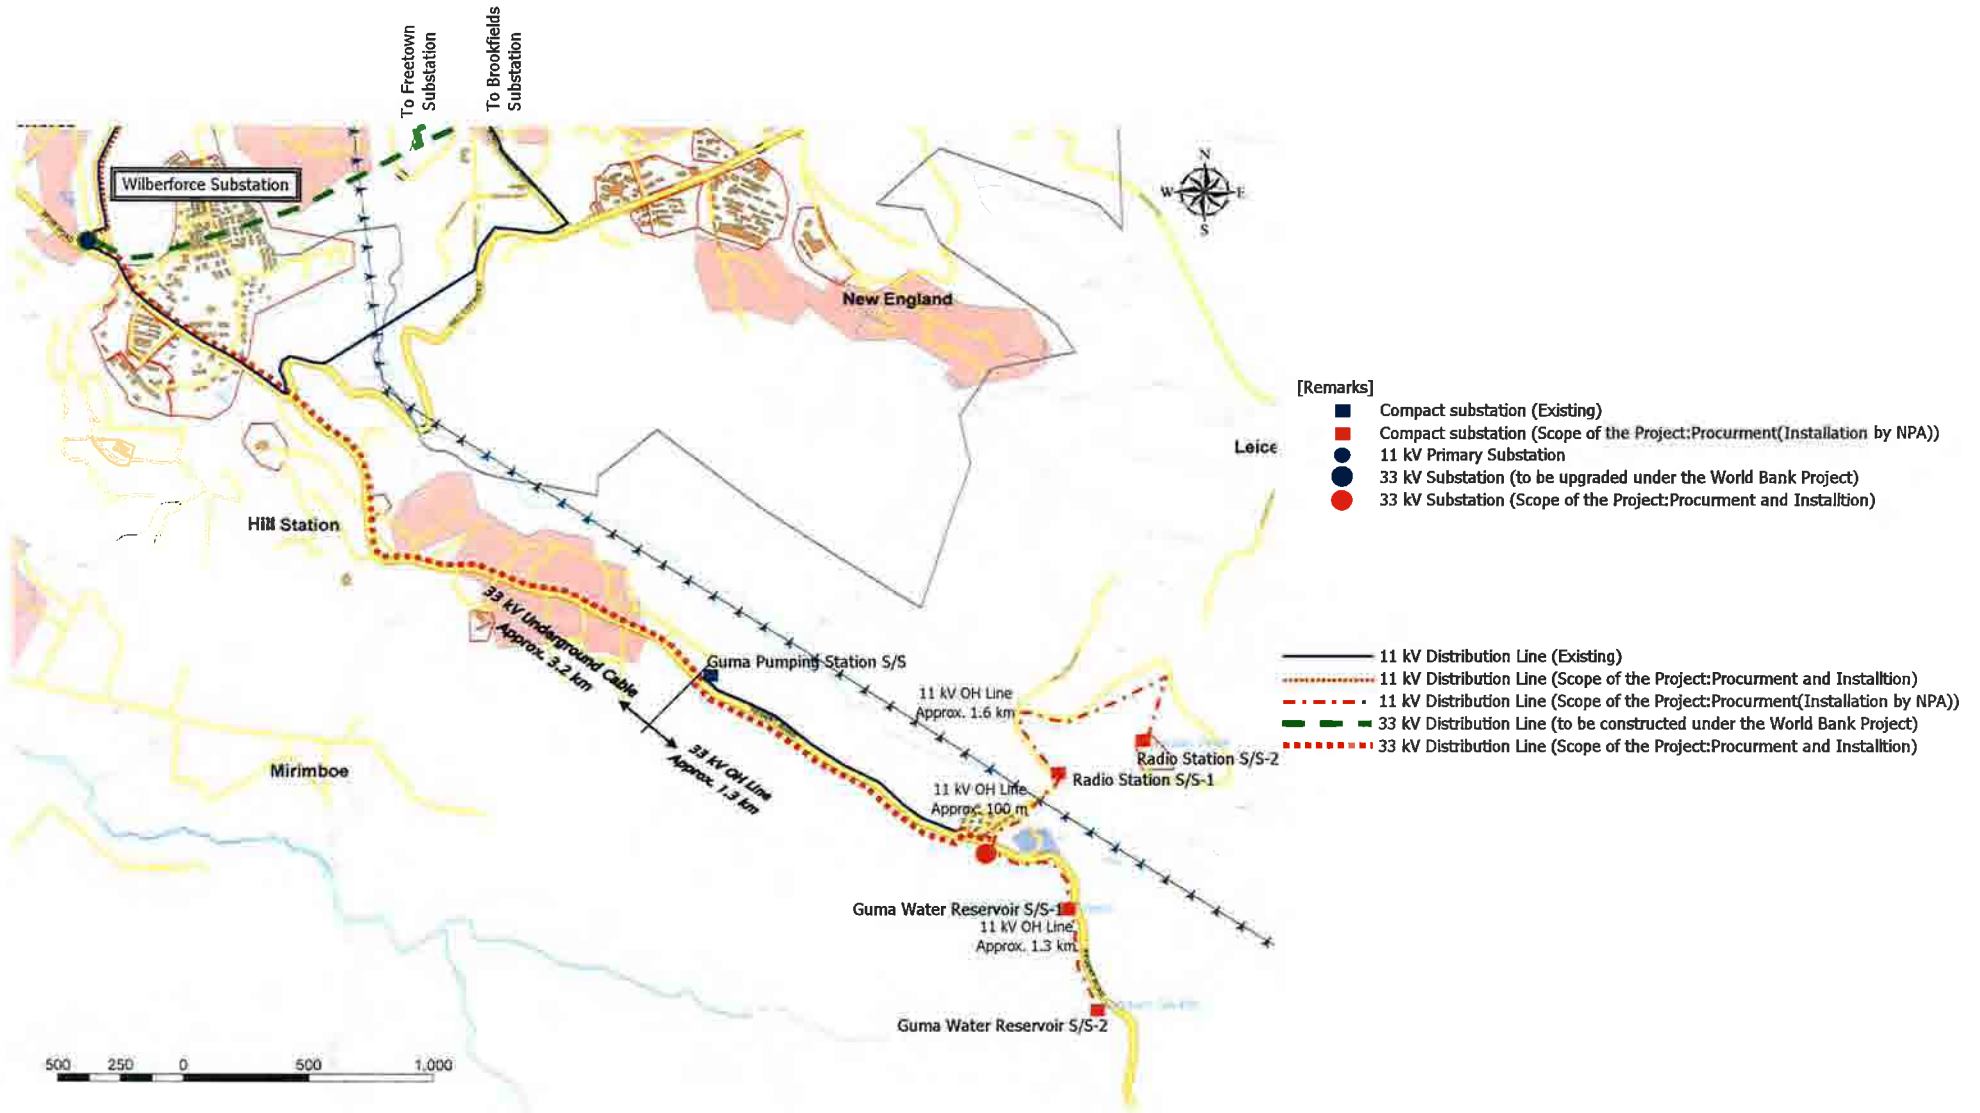 To Freetown
Substation
To Brookfields
Substation
Wilberforce Substation
N
W
E
S
New England
[Remarks]
Compact substation (Existing)
Compact substation (Scope of the Project:Procurment(Installation by NPA))
11 kV Primary Substation
33 kV Substation (to be upgraded under the World Bank Project)
33 kV Substation (Scope of the Project:Procurment and Installtion)
Leice
Hill Station
33 kV Underground Cable
Approx. 3.2 km
Guma Pumping Station S/S
11 kV Distribution Line (Existing)
11 kV Distribution Line (Scope of the Project:Procurment and Installtion)
11 kV Distribution Line (Scope of the Project:Procurment(Installation by NPA))
33 kV Distribution Line (to be constructed under the World Bank Project)
33 kV Distribution Line (Scope of the Project:Procurment and Installtion)
11 kV OH Line
Approx. 1.6 km
33 kV OH Line
Approx. 1.3 km
Radio Station S/S-2
Radio Station S/S-1
Mirimboe
11 kV OH Line
Approx. 100 m
Guma Water Reservoir S/S-1
11 kV OH Line
Approx. 1.3 km
Guma Water Reservoir S/S-2
500 250 0 500 1,000